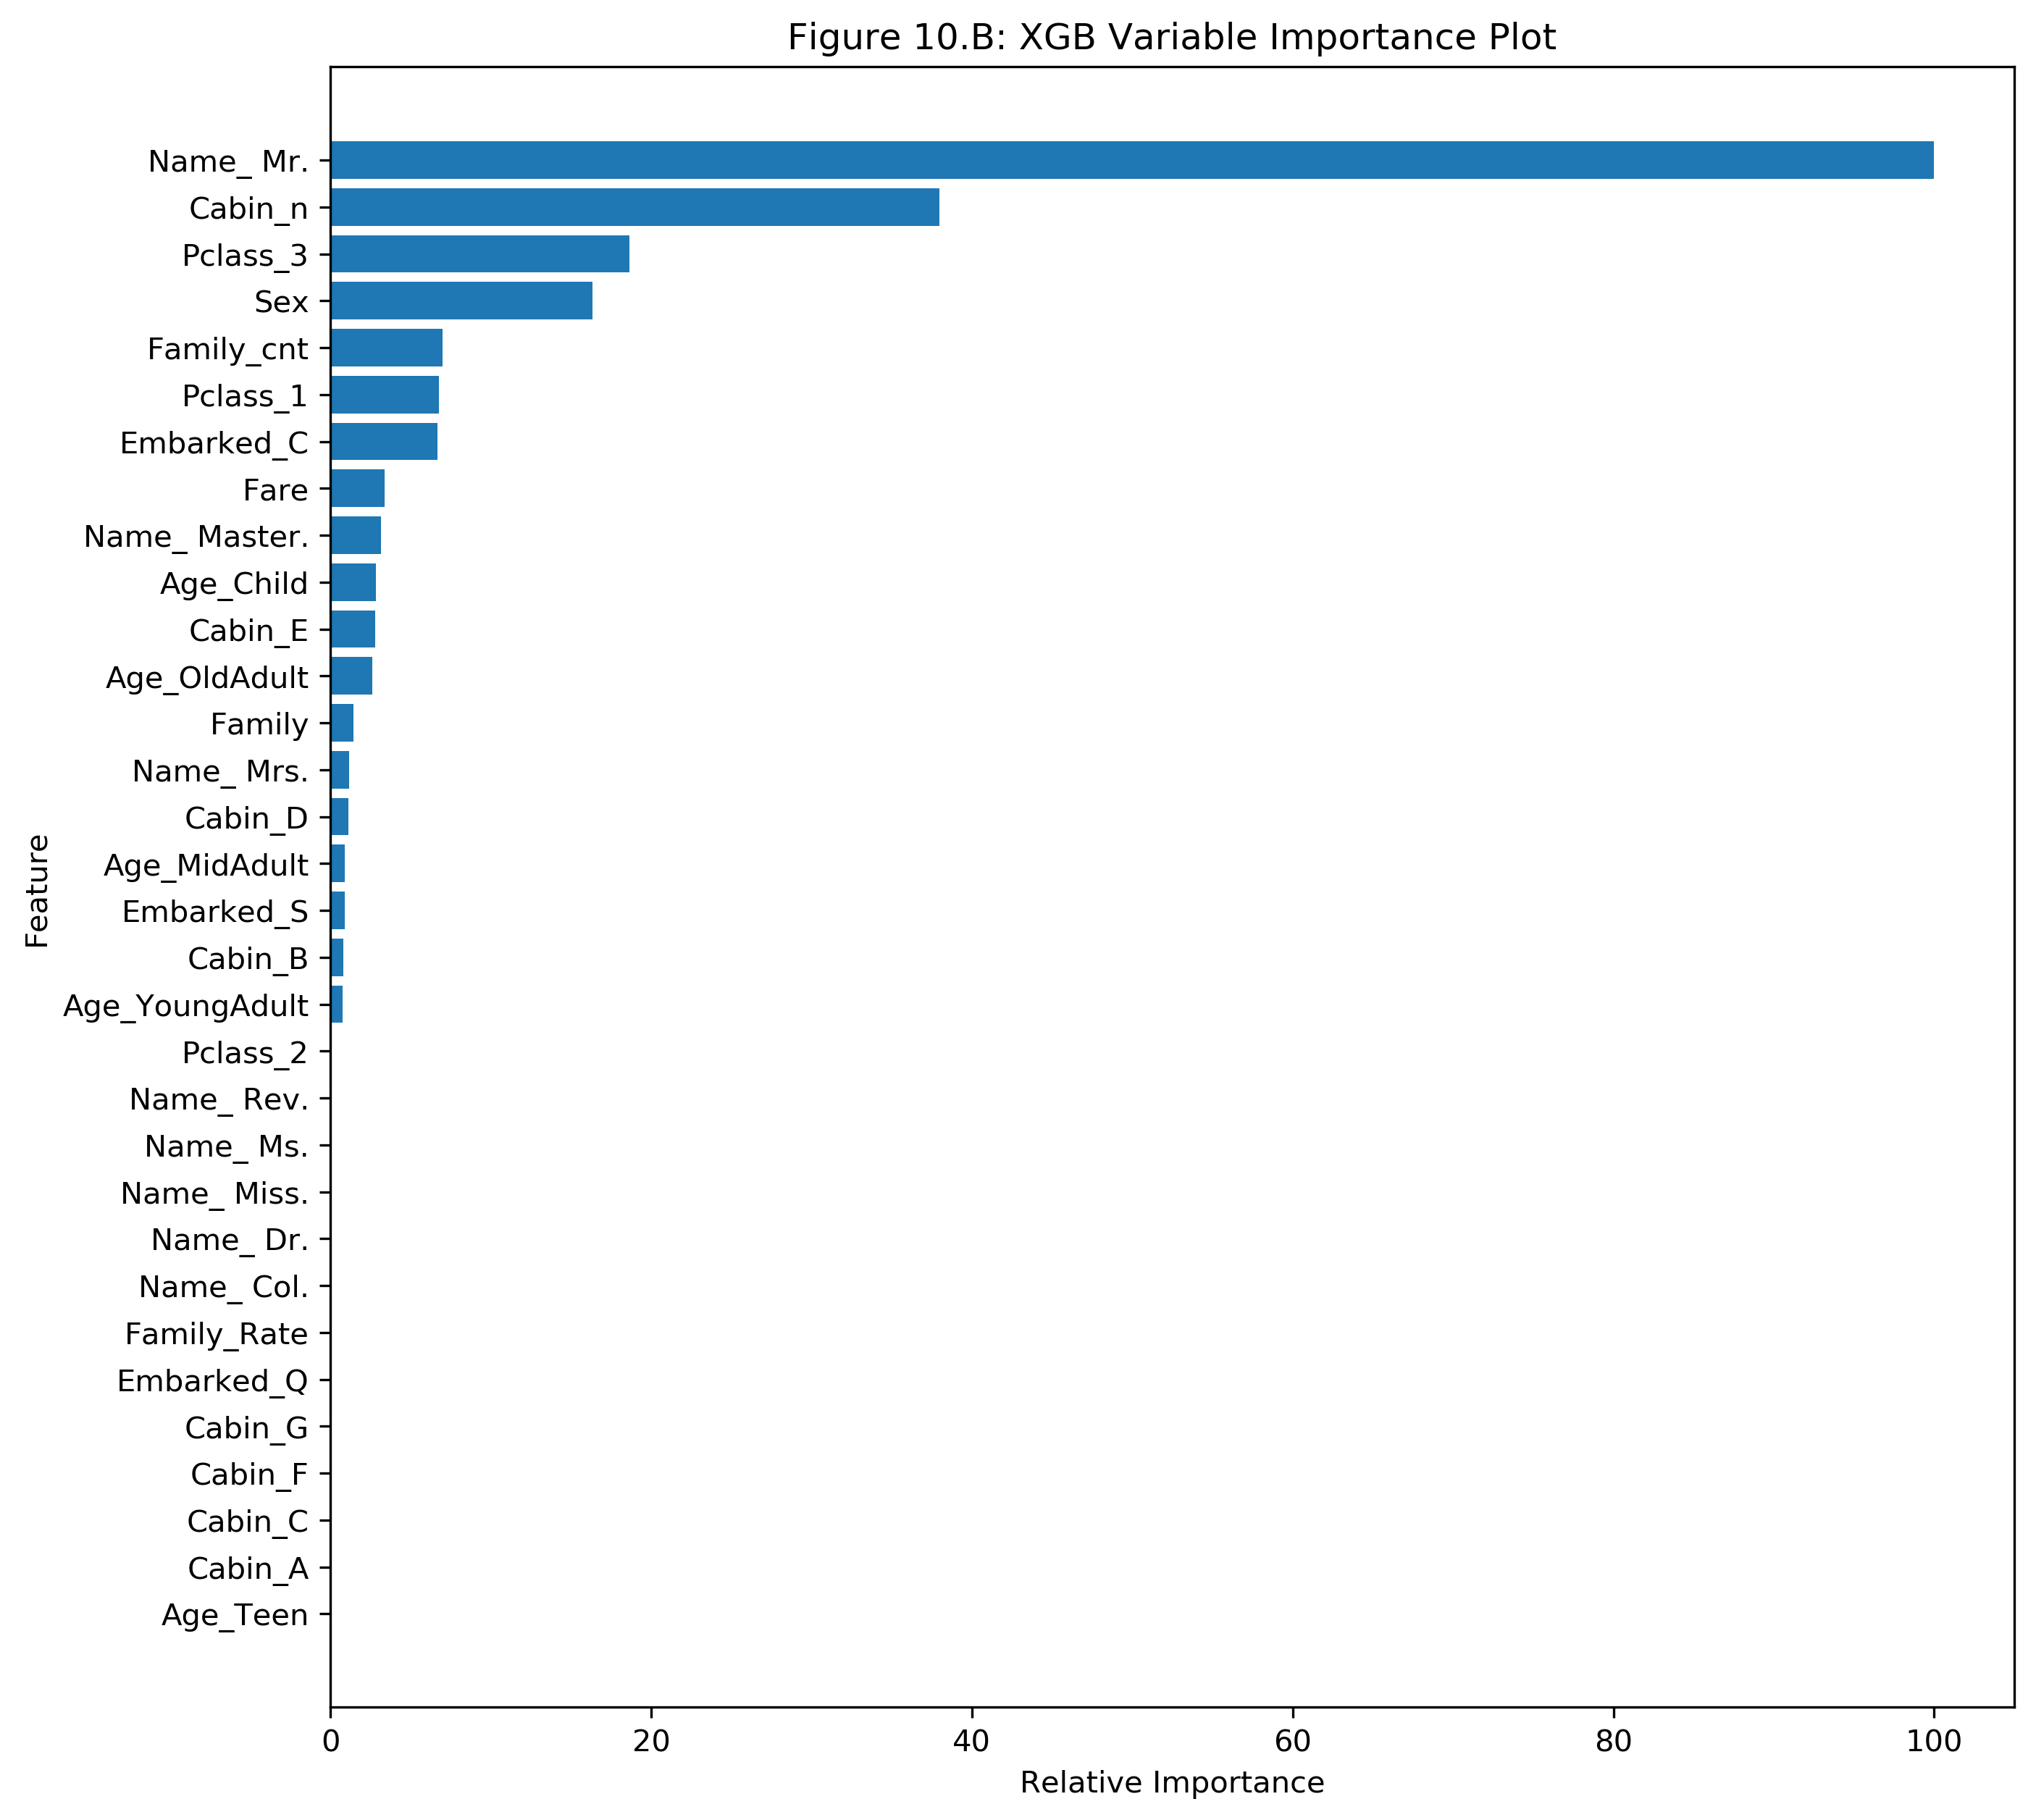 Figure 10.B: XGB Variable Importance Plot
Name_ Mr.
Cabin_n
Pclass_3
Sex
Family_cnt
Pclass_1
Embarked_C
Fare
Name_ Master.
Age_Child
Cabin_E
Age_OldAdult
Family
Name_ Mrs.
Cabin_D
Age_MidAdult
Embarked_S
Cabin_B
Age_YoungAdult
Pclass_2
Name_ Rev.
Name_ Ms.
Name_ Miss.
Name_ Dr.
Name_ Col.
Family_Rate
Embarked_Q
Cabin_G
Cabin_F
Cabin_C
Cabin_A
Age_Teen
Feature
0 20 40 60 80 100
Relative Importance